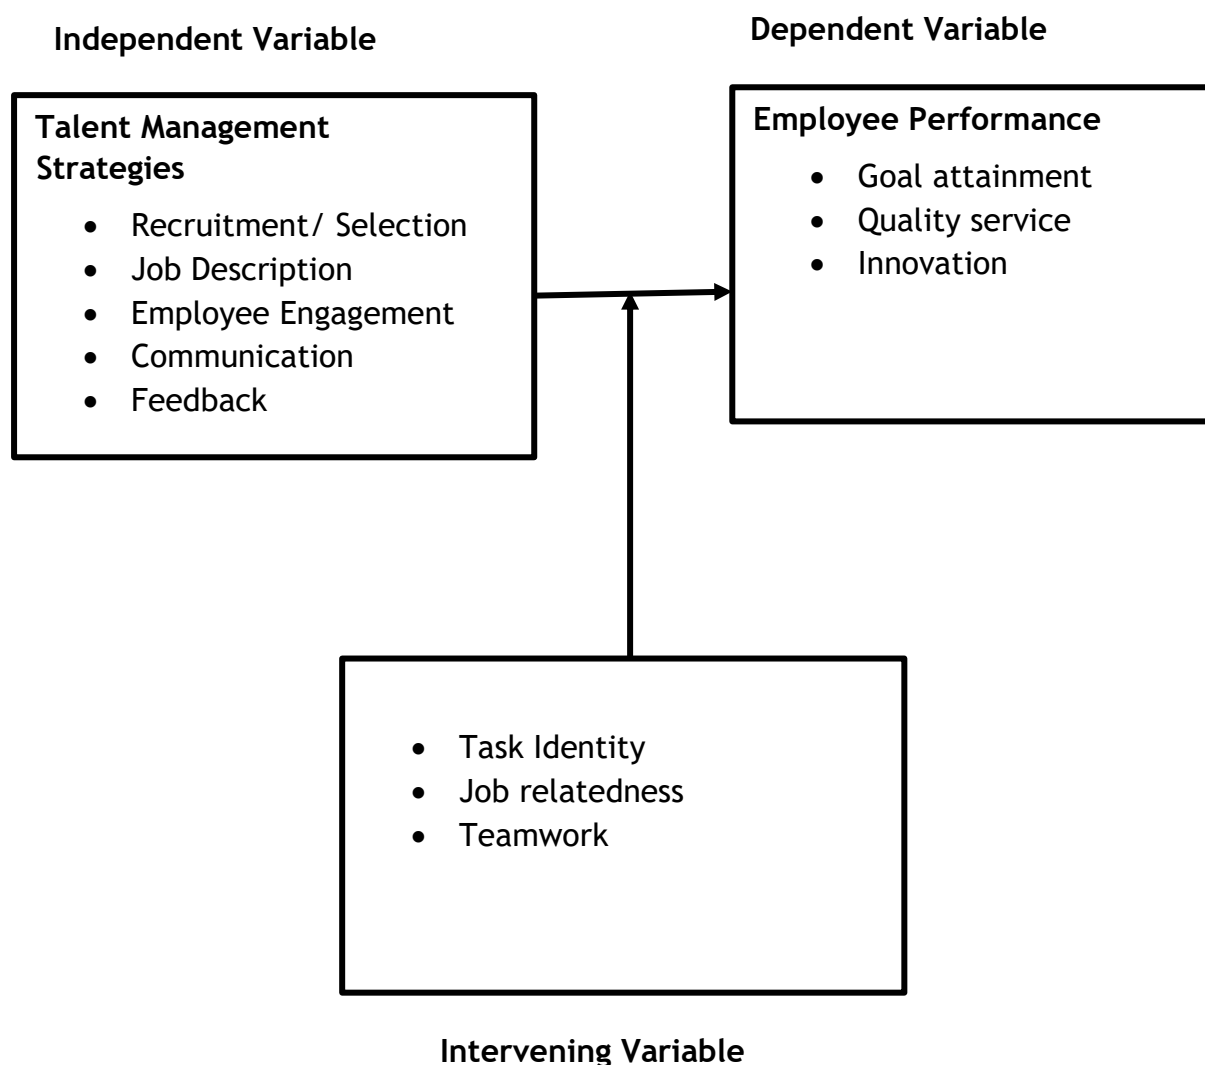 Independent Variable
Dependent Variable
Talent Management
Strategies
• Recruitment/ Selection
• Job Description
• Employee Engagement
• Communication
• Feedback
Employee Performance
• Goal attainment
• Quality service
• Innovation
• Task Identity
• Job relatedness
• Teamwork
Intervening Variable